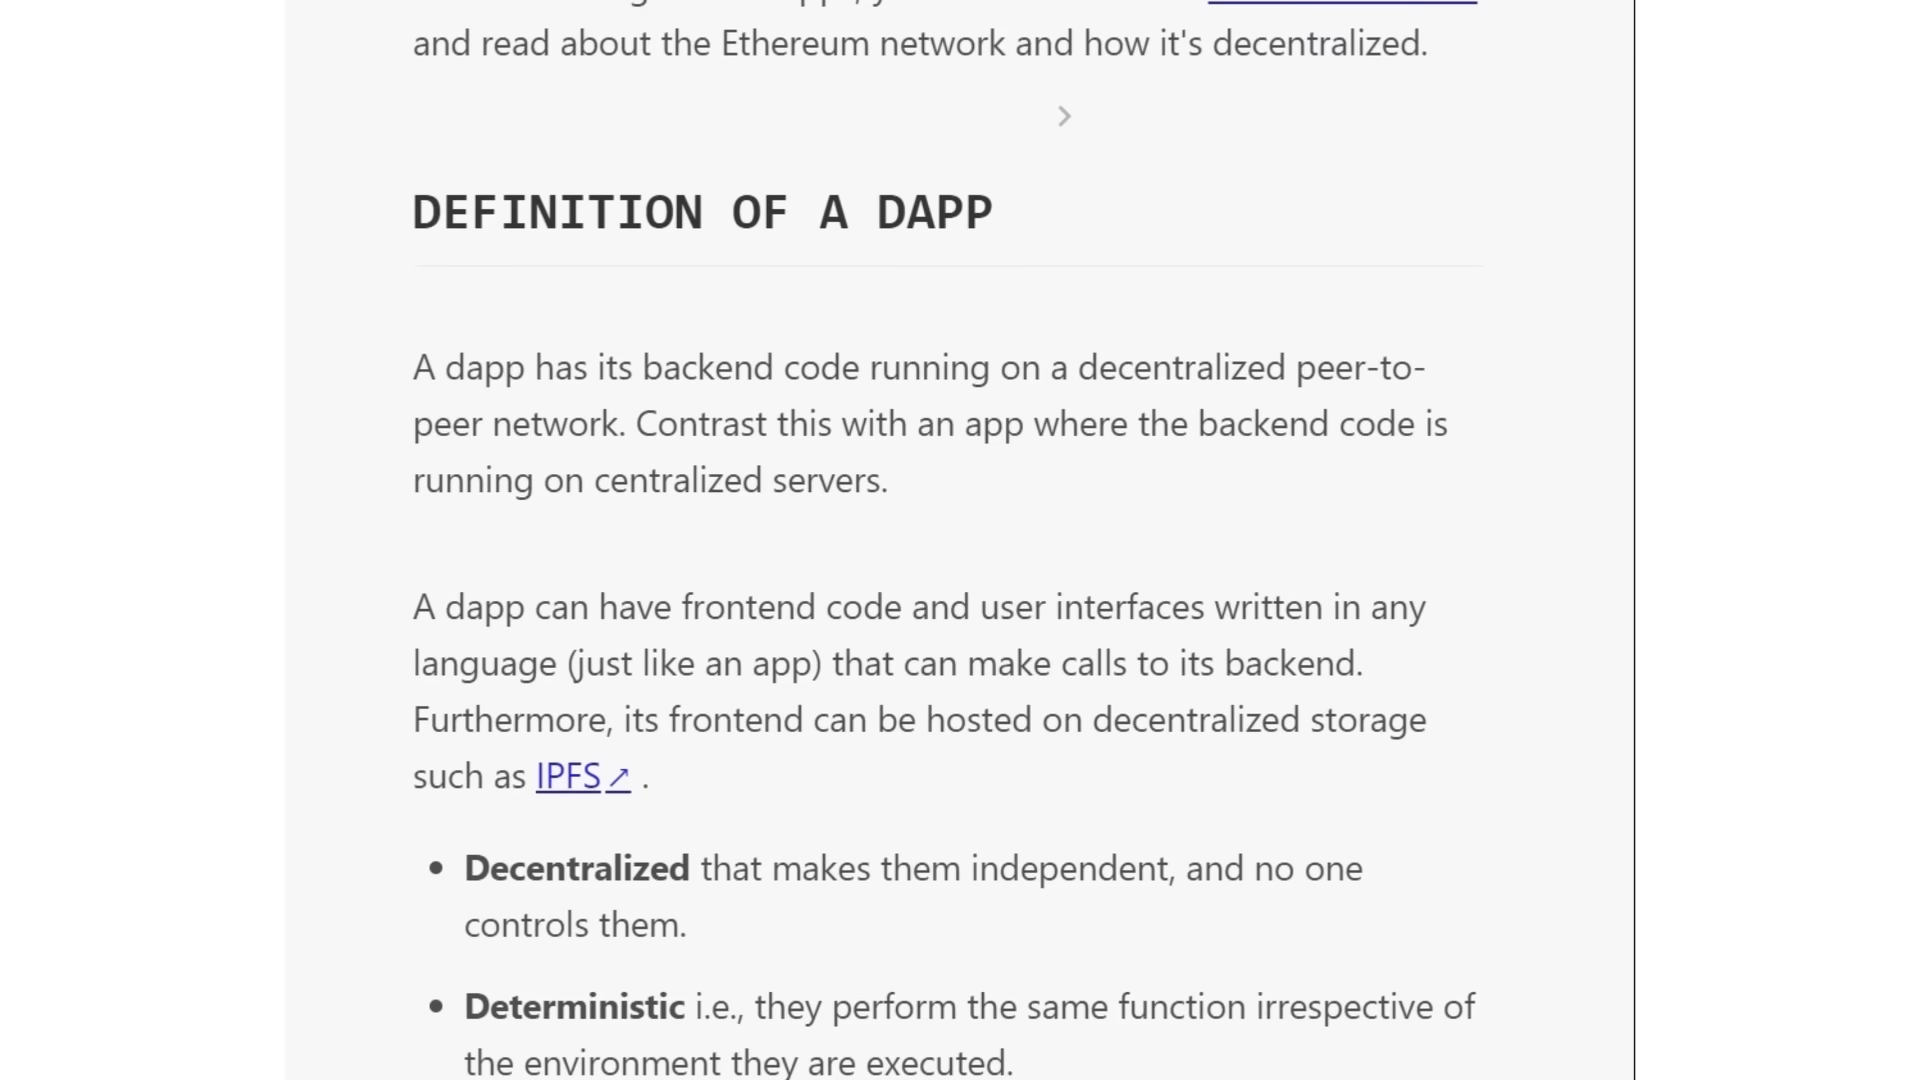 and read about the Ethereum network and how it's decentralized.
DEFINITION OF A DAPP
A dapp has its backend code running on a decentralized peer-to-
peer network. Contrast this with an app where the backend code is
running on centralized servers.
A dapp can have frontend code and user interfaces written in any
language (just like an app) that can make calls to its backend.
Furthermore, its frontend can be hosted on decentralized storage
such as IPFS↗ .
• Decentralized that makes them independent, and no one
controls them.
• Deterministic i.e., they perform the same function irrespective of
the environment they are executed.